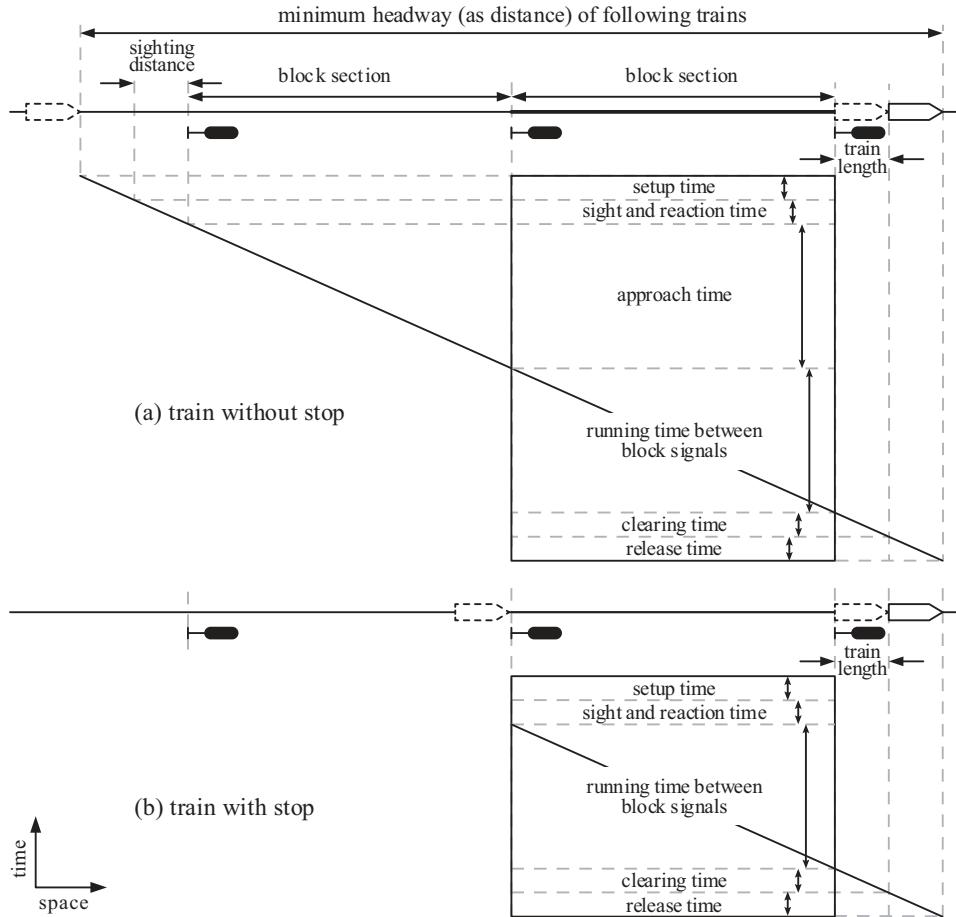 minimum headway (as distance) of following trains
sighting
distance
block section
block section
train
length
setup time
sight and reaction time
approach time
(a) train without stop
running time between
block signals
clearing time
release time
train
length
setup time
sight and reaction time
running time between
block signals
(b) train with stop
clearing time
release time
time
space